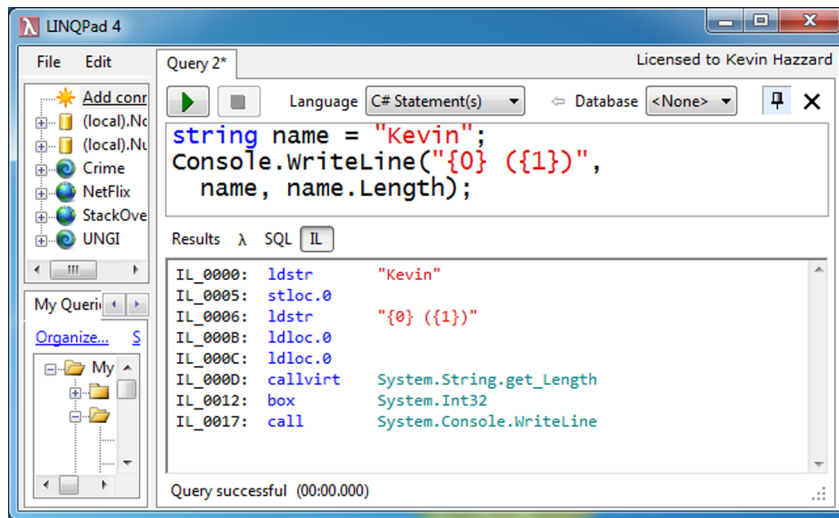 LINQPad 4
File Edit
Query 2*
Licensed to Kevin Hazzard
Language C# Statement(s) Database <None>
Add conr
(local).Nc
(local).Nu
Crime
NetFlix
StackOve
UNGI
string name = "Kevin";
Console.WriteLine("{0} ({1})",
name, name.Length);
Results λ SQL IL
IL_0000: ldstr "Kevin"
IL_0005: stloc.0
IL_0006: ldstr "{0} ({1})"
IL_000B: ldloc.0
IL_000C: ldloc.0
IL_000D: callvirt System.String.get_Length
IL_0012: box System.Int32
IL_0017: call System.Console.WriteLine
My Queri
Organize... S
My
Query successful (00:00.000)